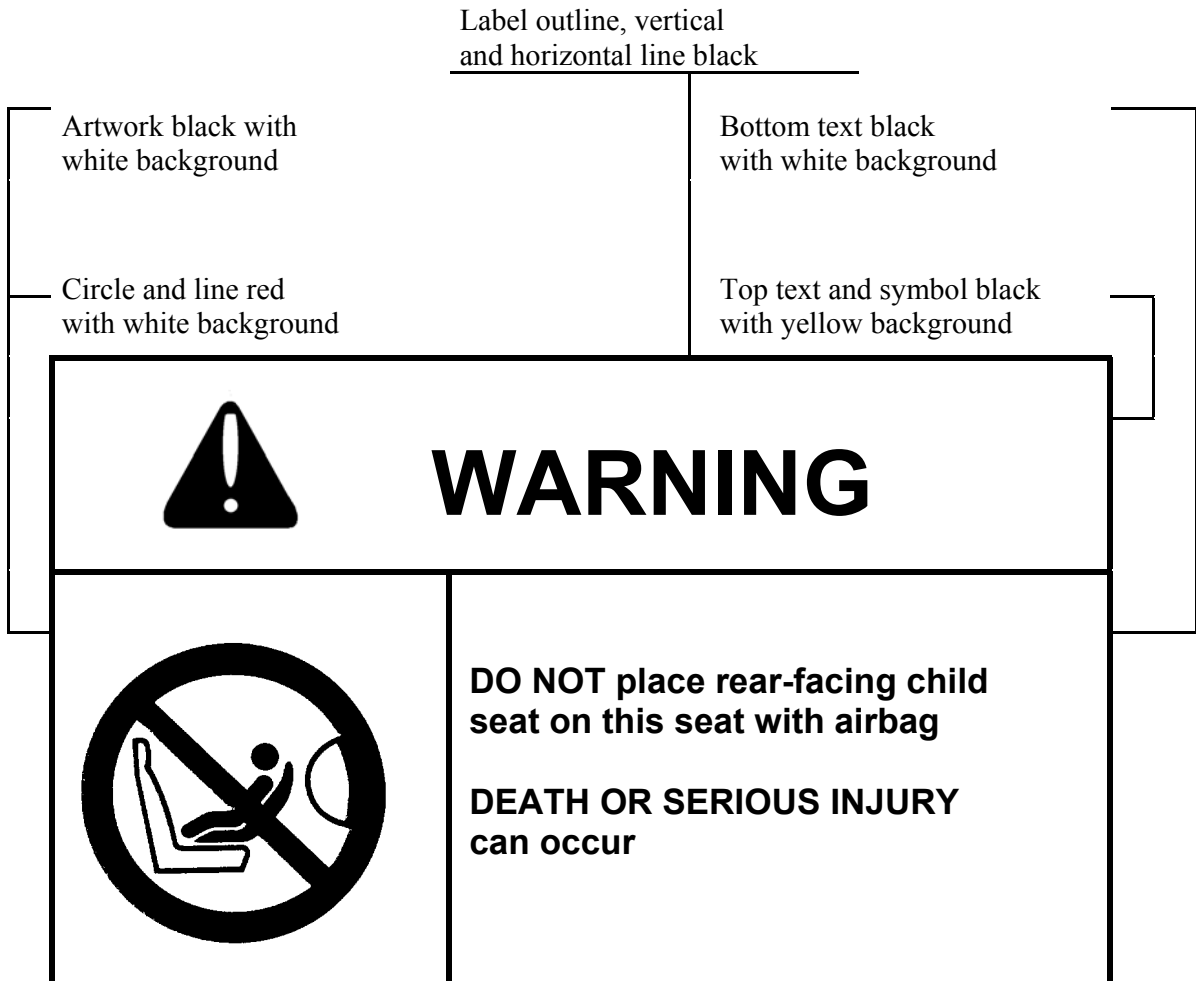 Label outline, vertical
and horizontal line black
Artwork black with
white background
Bottom text black
with white background
Circle and line red
with white background
Top text and symbol black
with yellow background
WARNING
DO NOT place rear-facing child
seat on this seat with airbag
DEATH OR SERIOUS INJURY
can occur